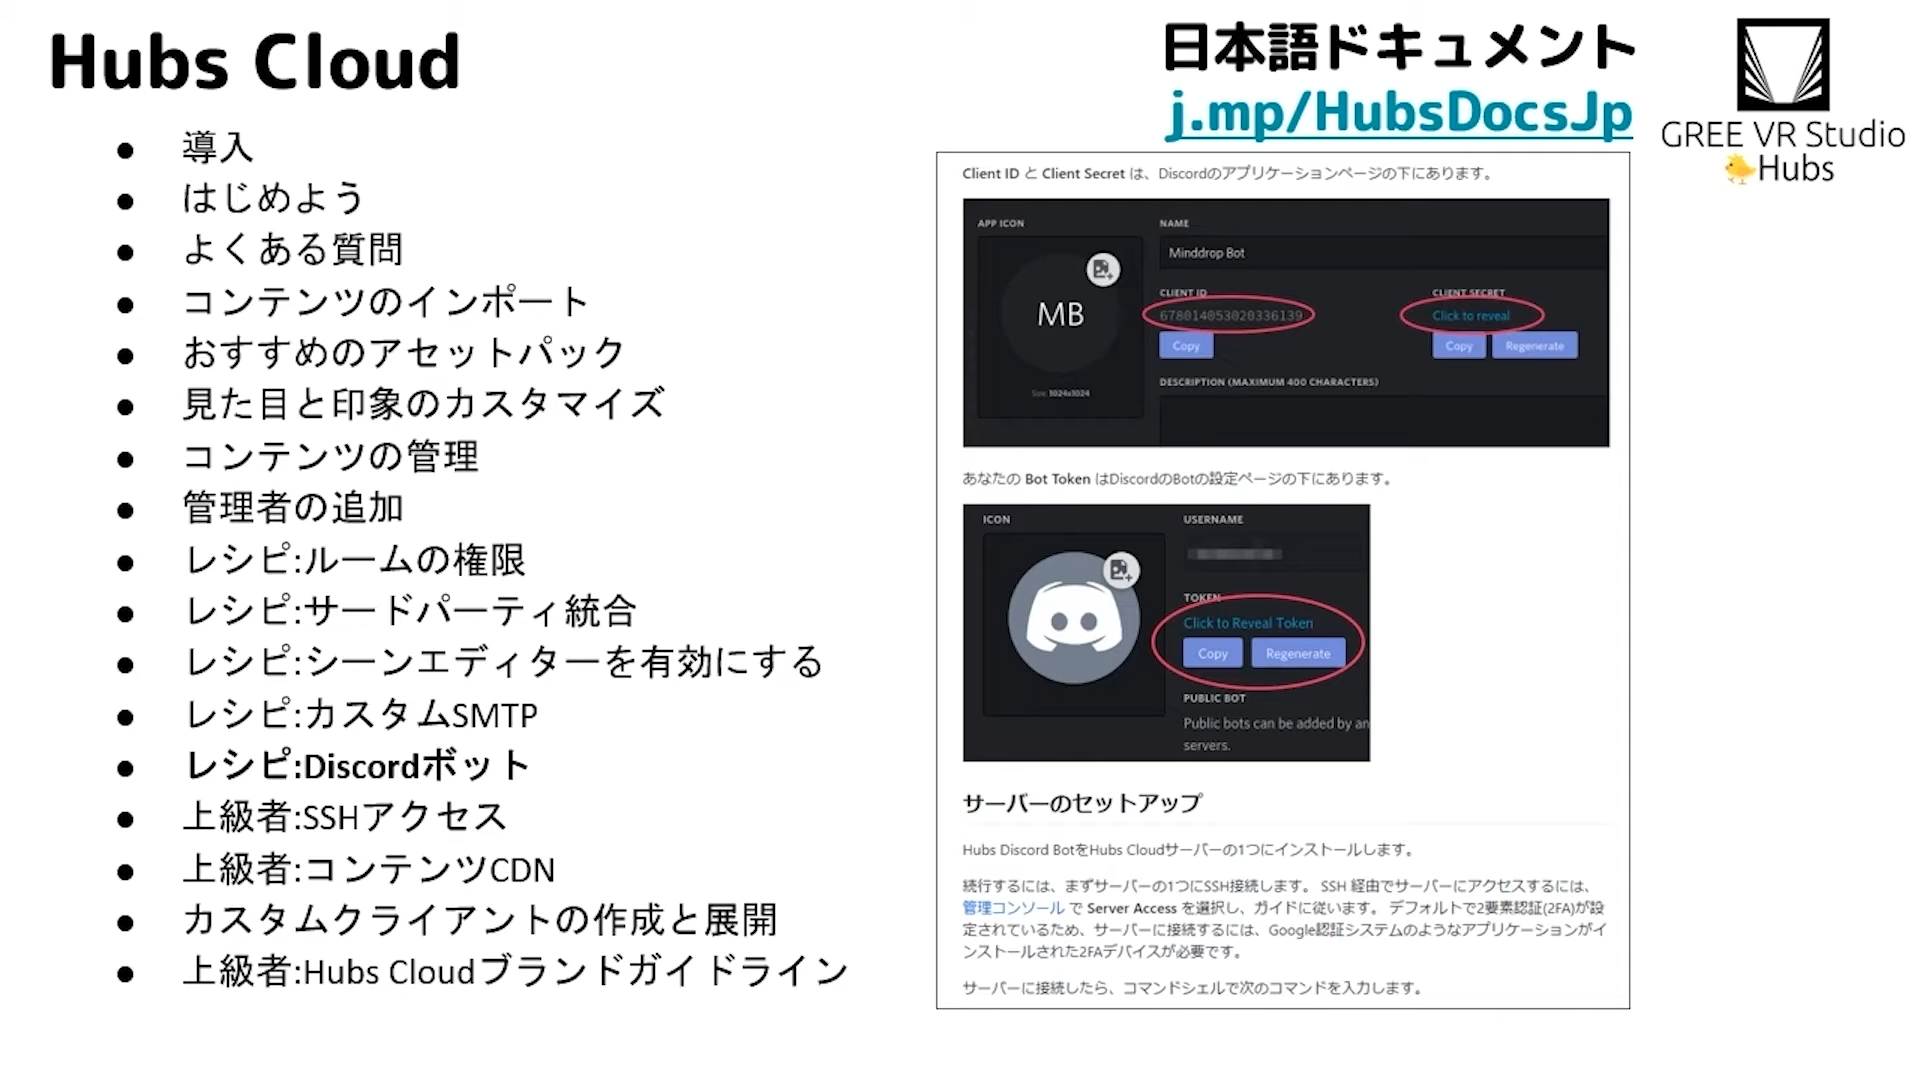 Hubs Cloud
導入
はじめよう
よくある質問
コンテンツのインポート
おすすめのアセットパック
見た目と印象のカスタマイズ
コンテンツの管理
管理者の追加
レシピ:ルームの権限
レシピ:サードパーティ統合
レシピ:シーンエディターを有効にする
レシピ:カスタムSMTP
レシピ:Discordボット
上級者:SSHアクセス
上級者:コンテンツCDN
カスタムクライアントの作成と展開
上級者:Hubs Cloudブランドガイドライン
日本語ドキュメント
j.mp/HubsDocsJp
GREE VR Studio
Hubs
Client ID と Client Secret は、Discordのアプリケーションページの下にあります。
APP ICON
NAME
Minddrop Bot
MB
CLIENT ID
CLIENT SECRET
678014053020336139
Click to reveal
Copy
Copy
Regenerate
DESCRIPTION (MAXIMUM 400 CHARACTERS)
Size: 1024x1024
あなたの Bot Token はDiscordのBotの設定ページの下にあります。
ICON
USERNAME
TOKEN
Click to Reveal Token
Copy
Regenerate
PUBLIC BOT
Public bots can be added by an
servers.
サーバーのセットアップ
Hubs Discord BotをHubs Cloudサーバーの1つにインストールします。
続行するには、まずサーバーの1つにSSH接続します。 SSH 経由でサーバーにアクセスするには、
管理コンソール で Server Access を選択し、ガイドに従います。 デフォルトで2要素認証(2FA)が設
定されているため、サーバーに接続するには、Google認証システムのようなアプリケーションがイ
ンストールされた2FAデバイスが必要です。
サーバーに接続したら、コマンドシェルで次のコマンドを入力します。